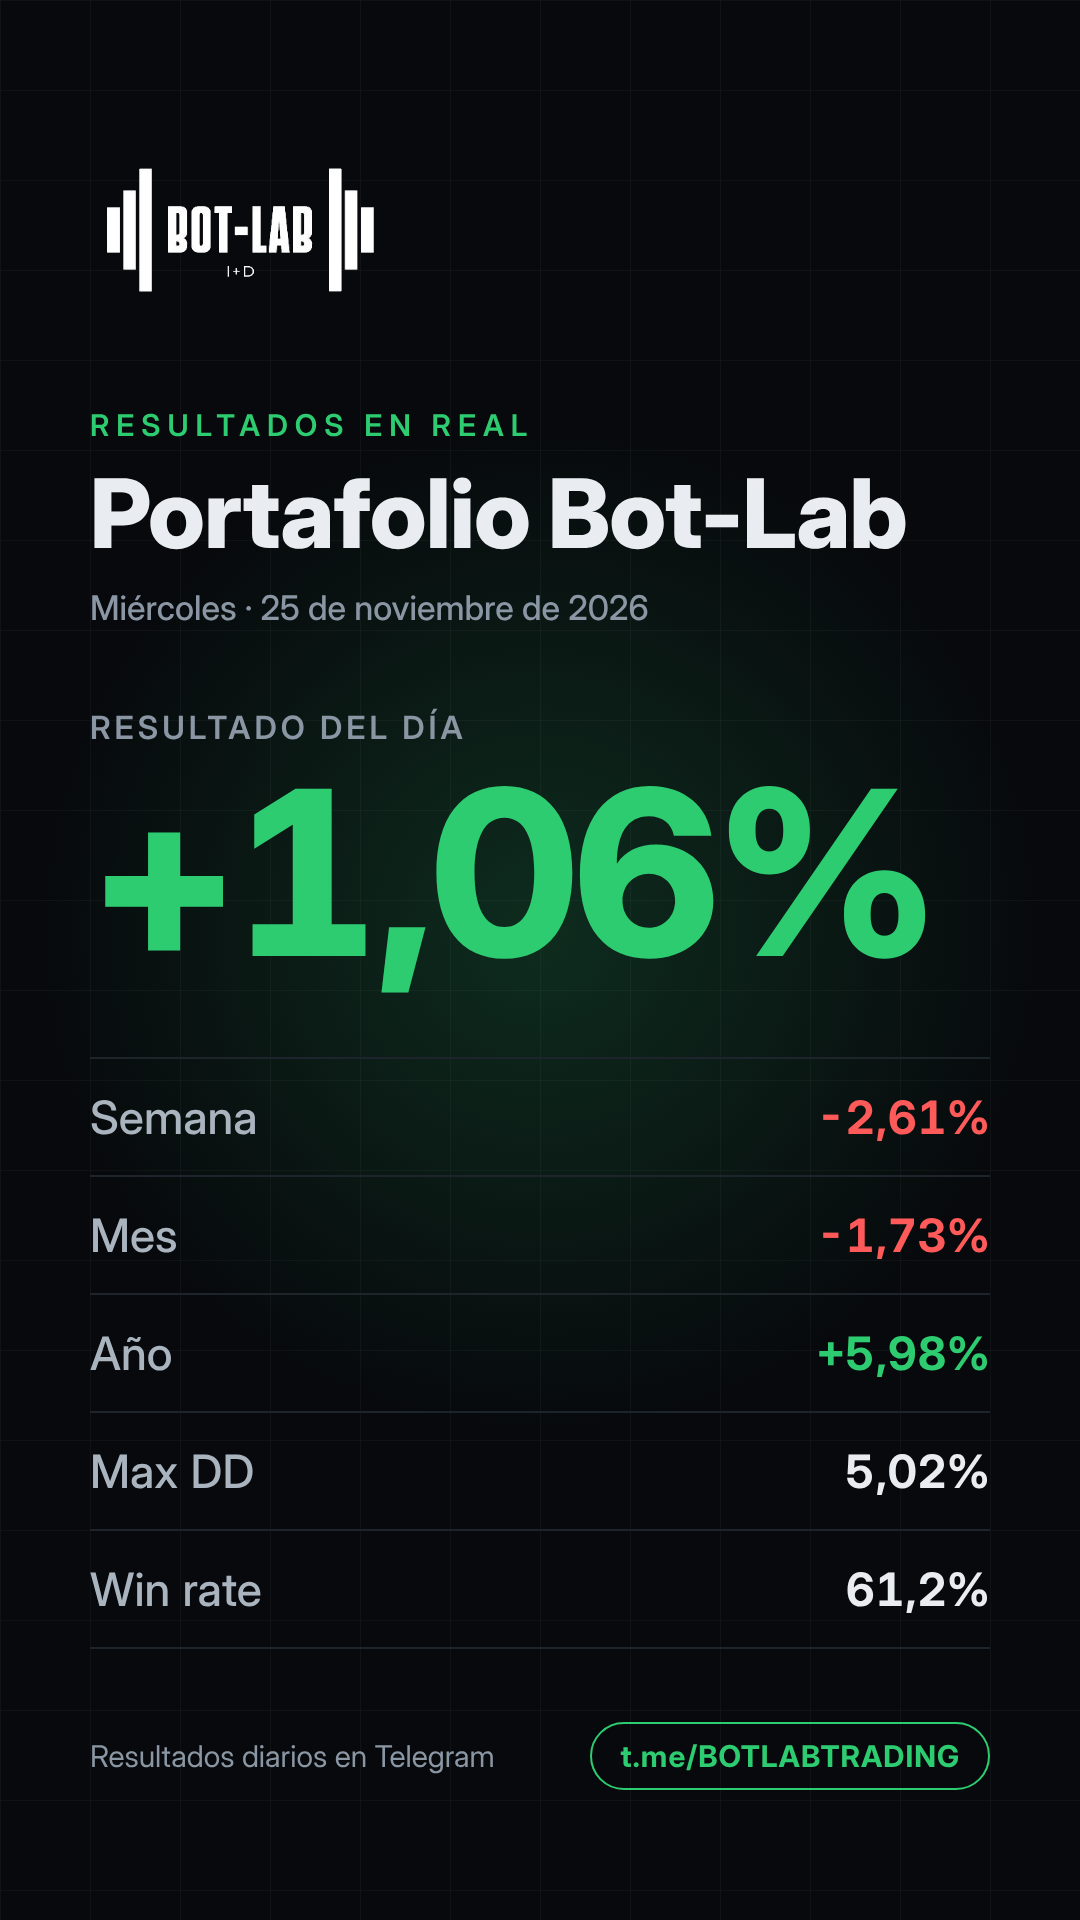 BOT-LAB
I+D
RESULTADOS EN REAL
Portafolio Bot-Lab
Miércoles · 25 de noviembre de 2026
RESULTADO DEL DÍA
+1,06%
Semana -2,61%
Mes -1,73%
Año +5,98%
Max DD 5,02%
Win rate 61,2%
Resultados diarios en Telegram t.me/BOTLABTRADING